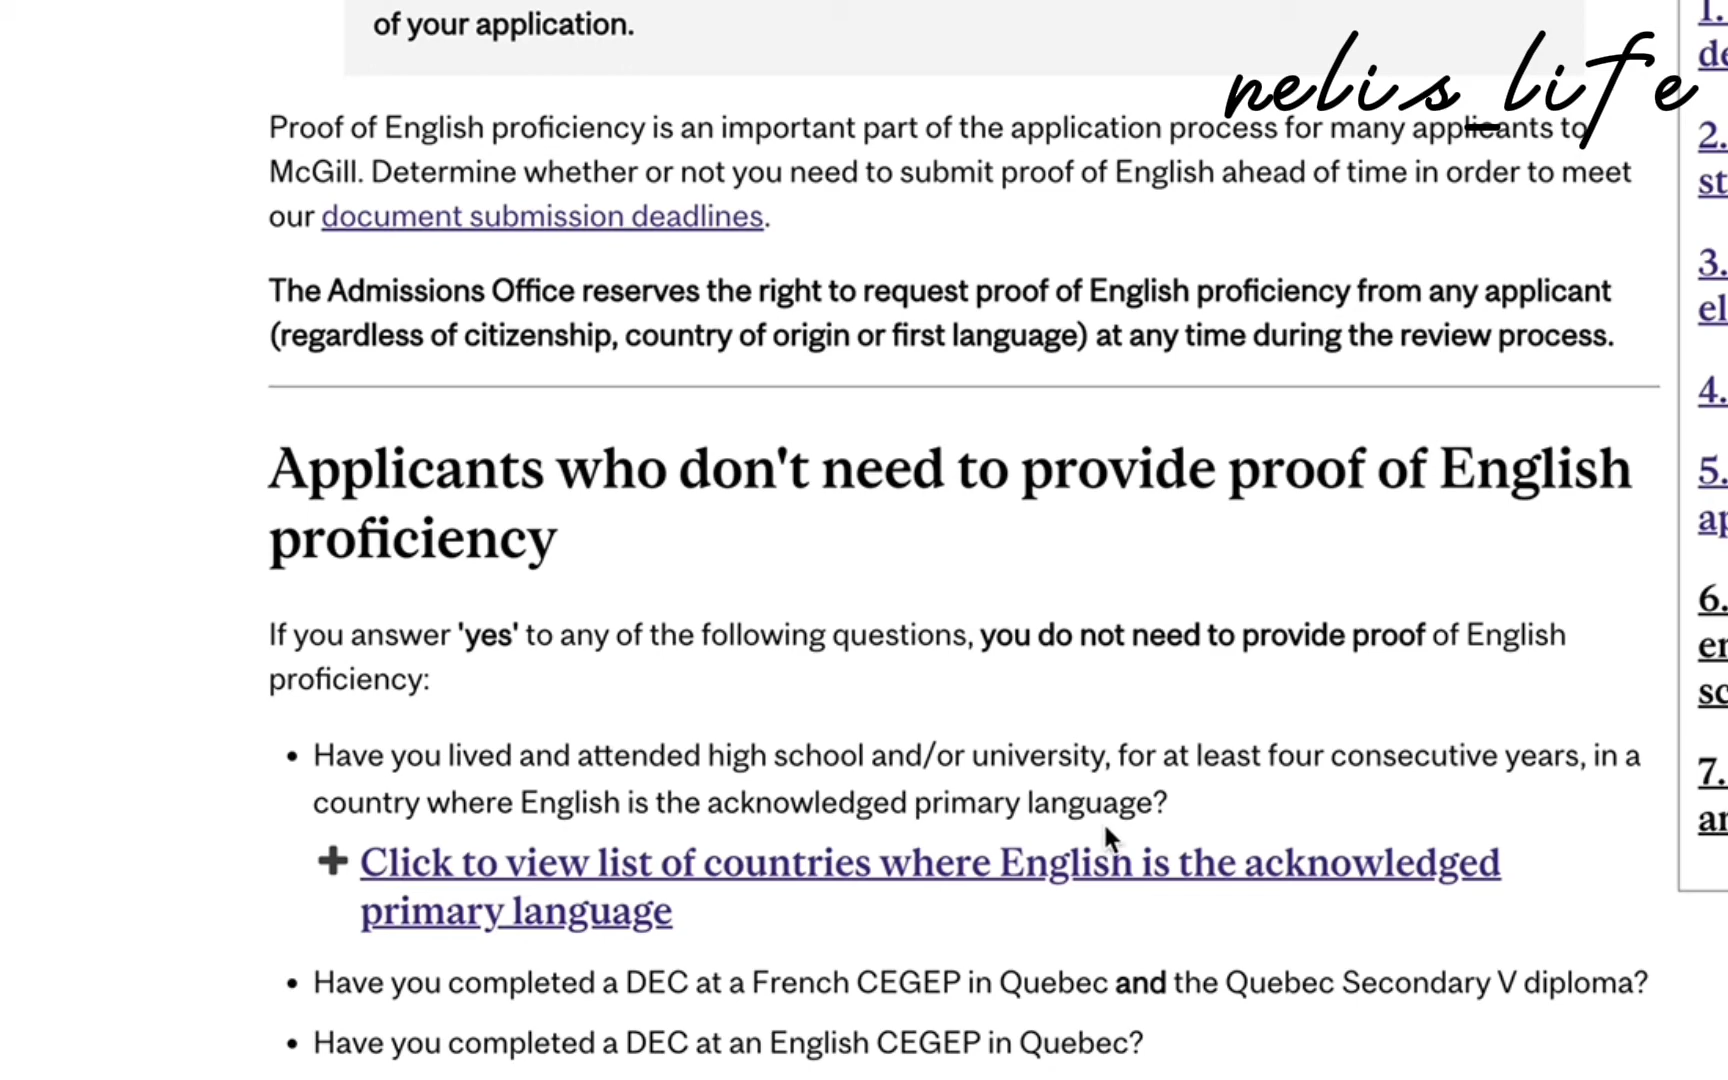 of your application.
nelis_life
Proof of English proficiency is an important part of the application process for many applicants to
McGill. Determine whether or not you need to submit proof of English ahead of time in order to meet
our document submission deadlines.
The Admissions Office reserves the right to request proof of English proficiency from any applicant
(regardless of citizenship, country of origin or first language) at any time during the review process.
Applicants who don't need to provide proof of English
proficiency
If you answer 'yes' to any of the following questions, you do not need to provide proof of English
proficiency:
• Have you lived and attended high school and/or university, for at least four consecutive years, in a
country where English is the acknowledged primary language?
+ Click to view list of countries where English is the acknowledged
primary language
• Have you completed a DEC at a French CEGEP in Quebec and the Quebec Secondary V diploma?
• Have you completed a DEC at an English CEGEP in Quebec?
1.
2.
3.
4.
5.
6.
7.